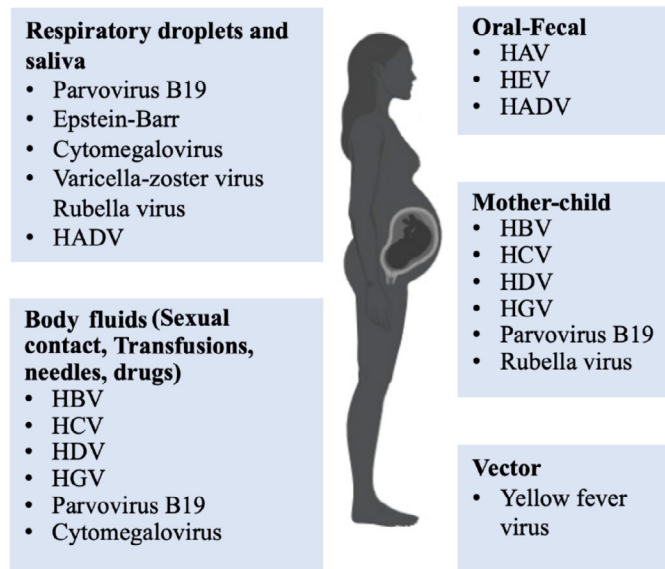 Respiratory droplets and
saliva
• Parvovirus B19
• Epstein-Barr
• Cytomegalovirus
• Varicella-zoster virus
Rubella virus
• HADV
Body fluids (Sexual
contact, Transfusions,
needles, drugs)
• HBV
• HCV
• HDV
• HGV
• Parvovirus B19
• Cytomegalovirus
Oral-Fecal
• HAV
• HEV
• HADV
Mother-child
• HBV
• HCV
• HDV
• HGV
• Parvovirus B19
• Rubella virus
Vector
• Yellow fever
virus